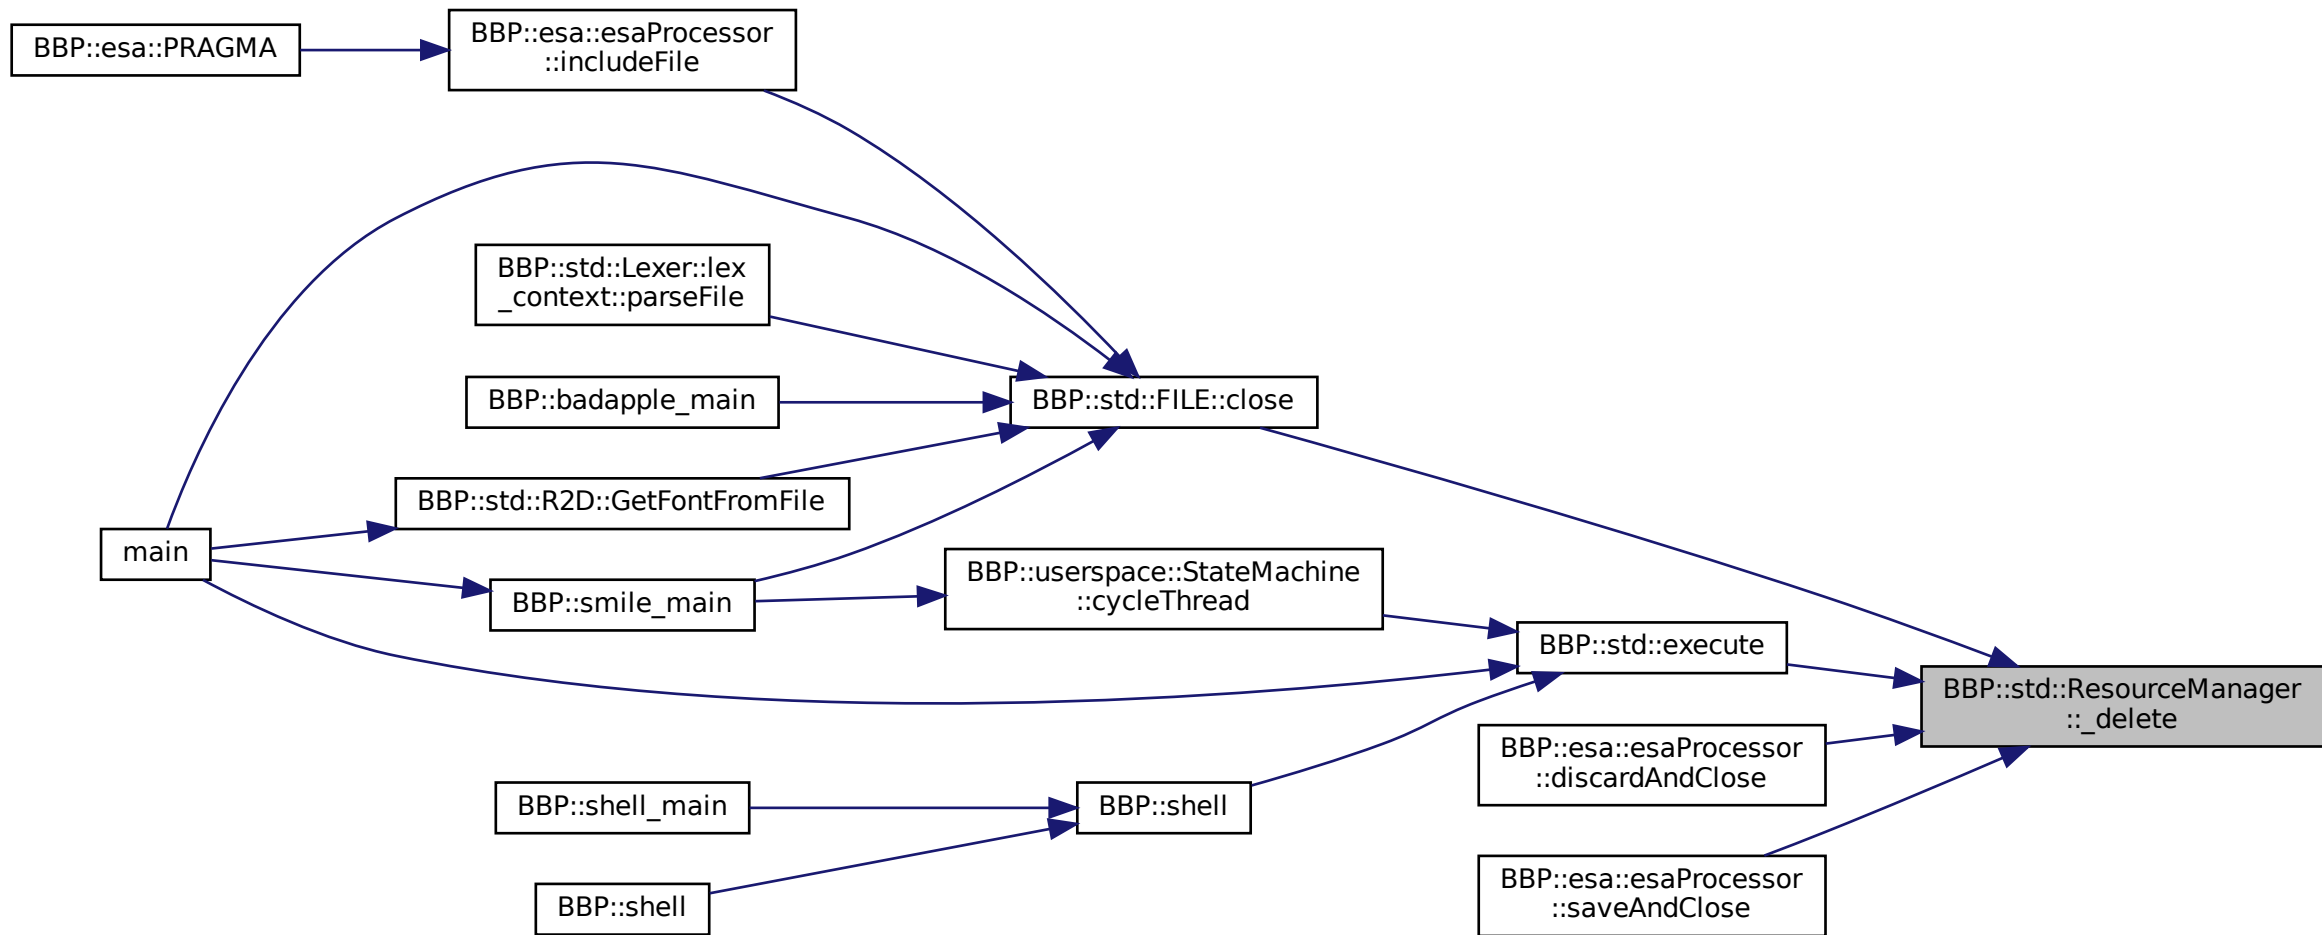 BBP::esa::PRAGMA
BBP::esa::esaProcessor
::includeFile
BBP::std::Lexer::lex
_context::parseFile
BBP::badapple_main
BBP::std::FILE::close
BBP::std::R2D::GetFontFromFile
main
BBP::smile_main
BBP::userspace::StateMachine
::cycleThread
BBP::std::execute
BBP::std::ResourceManager
::_delete
BBP::esa::esaProcessor
::discardAndClose
BBP::shell_main
BBP::shell
BBP::shell
BBP::esa::esaProcessor
::saveAndClose